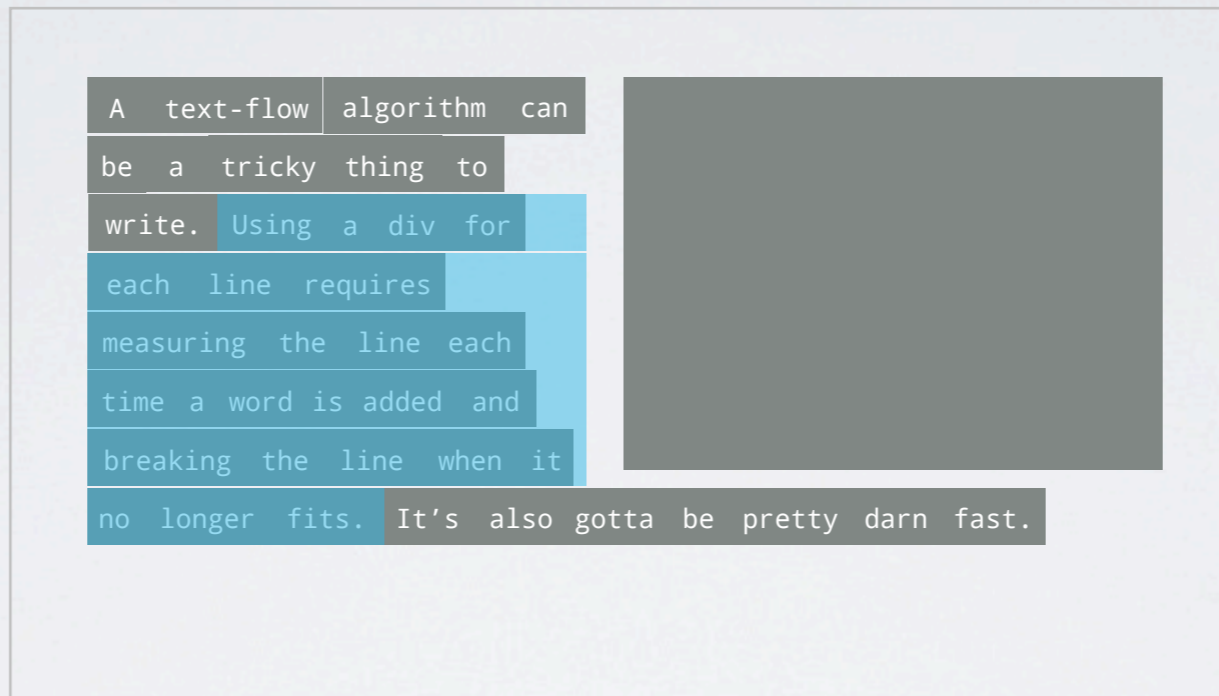 A text-flow algorithm can
be a tricky thing to
write. Using a div for
each line requires
measuring the line each
time a word is added and
breaking the line when it
no longer fits. It’s also gotta be pretty darn fast.